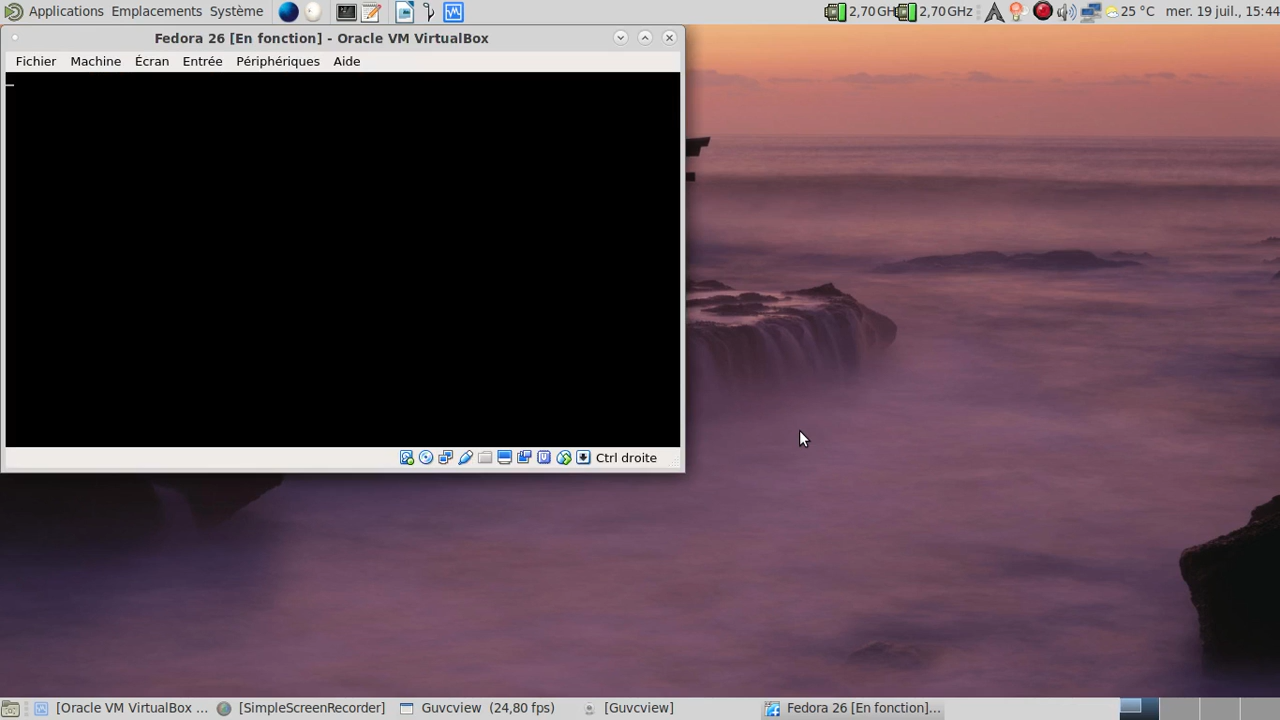 Applications Emplacements Système 2,70 GH 2,70 GHZ 25 °C mer. 19 juil., 15:44
Fedora 26 [En fonction] - Oracle VM VirtualBox
Fichier Machine Écran Entrée Périphériques Aide
Ctrl droite
[Oracle VM VirtualBox ... [SimpleScreenRecorder] Guvcview (24,80 fps) [Guvcview] Fedora 26 [En fonction]...